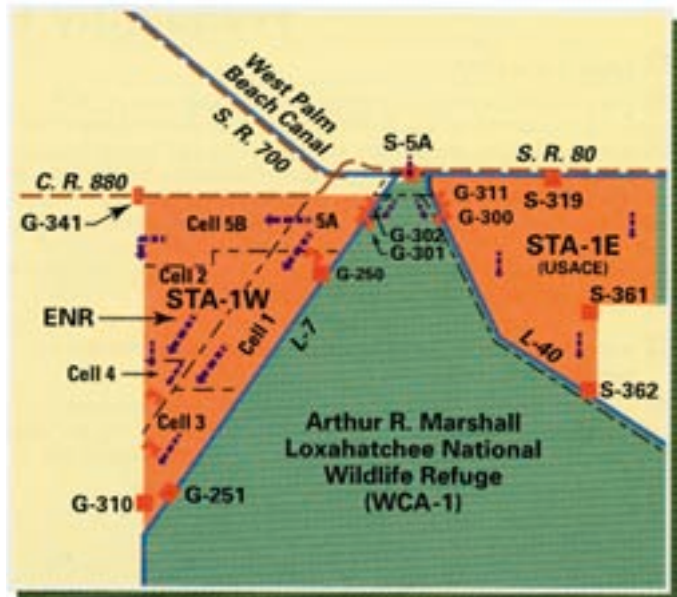 West Palm
Beach Canal
S. R. 700
S-5A
S. R. 80
C. R. 880
G-311
S-319
G-341
Cell 5B
5A
G-300
G-302
G-301
STA-1E
(USACE)
Cell 2
G-250
STA-1W
S-361
ENR
Cell 1
L-7
L-40
Cell 4
S-362
Cell 3
Arthur R. Marshall
Loxahatchee National
Wildlife Refuge
(WCA-1)
G-310
G-251